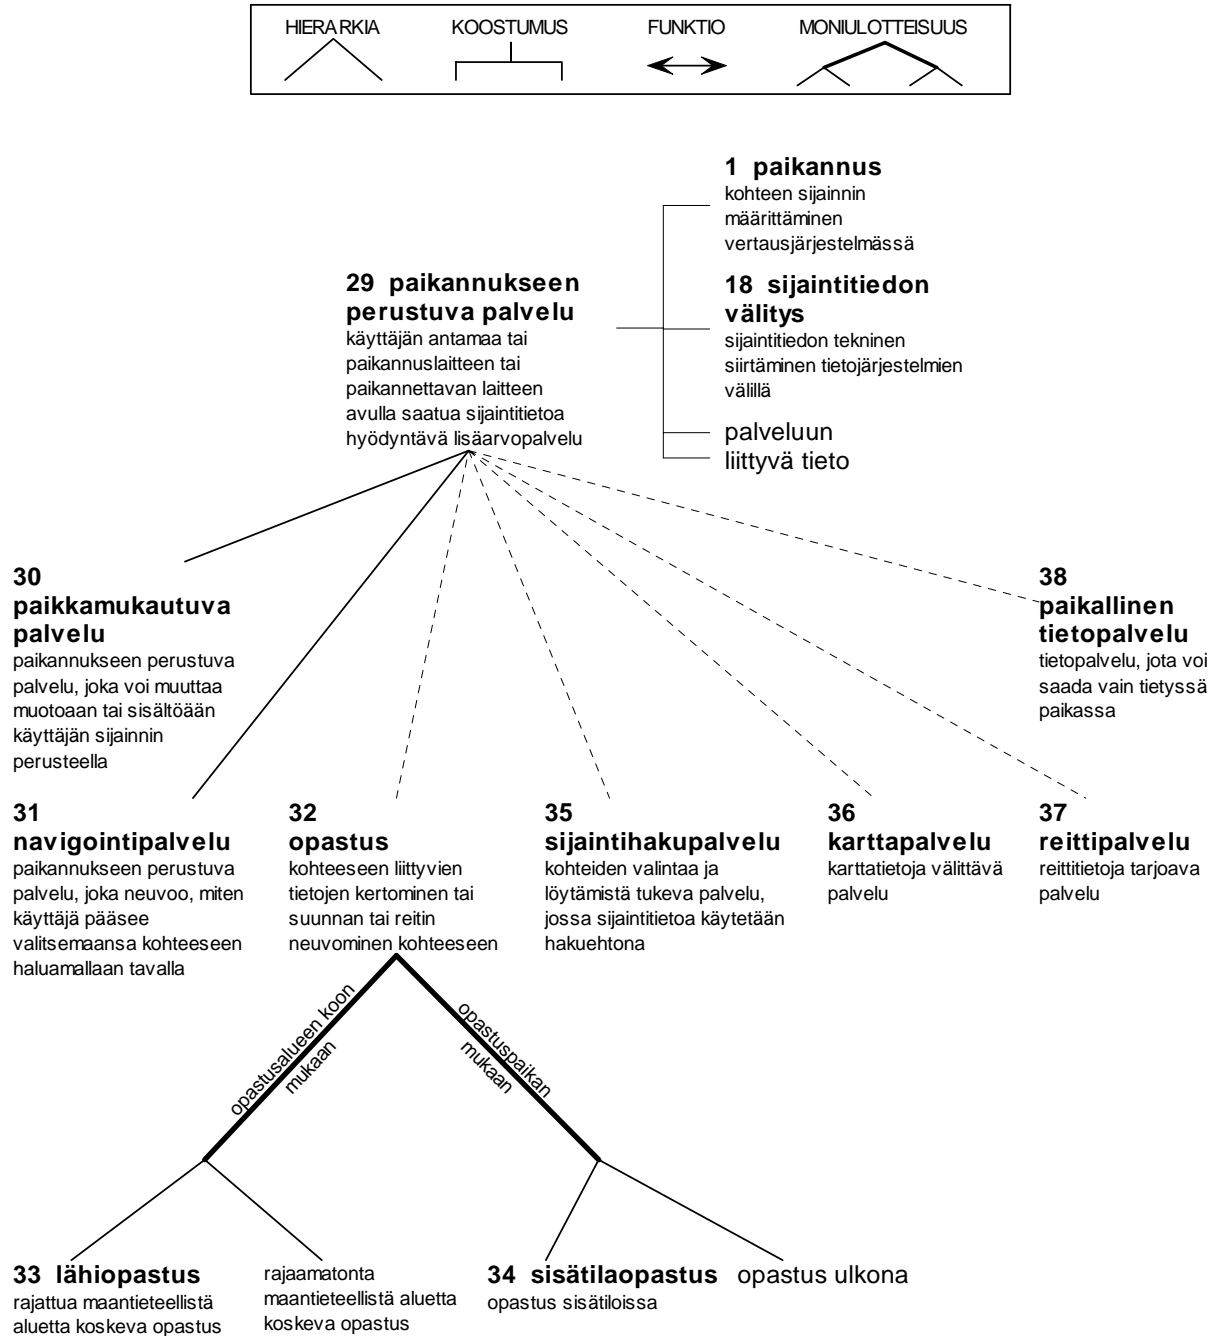 HIERARKIA KOOSTUMUS FUNKTIO MONIULOTTEISUUS
1 paikannus
kohteen sijainnin
määrittäminen
vertausjärjestelmässä
29 paikannukseen
perustuva palvelu
käyttäjän antamaa tai
paikannuslaitteen tai
paikannettavan laitteen
avulla saatua sijaintitietoa
hyödyntävä lisäarvopalvelu
18 sijaintitiedon
välitys
sijaintitiedon tekninen
siirtäminen tietojärjestelmien
välillä
palveluun
liittyvä tieto
30
paikkamukautuva
palvelu
paikannukseen perustuva
palvelu, joka voi muuttaa
muotoaan tai sisältöään
käyttäjän sijainnin
perusteella
38
paikallinen
tietopalvelu
tietopalvelu, jota voi
saada vain tietyssä
paikassa
31
navigointipalvelu
paikannukseen perustuva
palvelu, joka neuvoo, miten
käyttäjä pääsee
valitsemaansa kohteeseen
haluamallaan tavalla
32
opastus
kohteeseen liittyvien
tietojen kertominen tai
suunnan tai reitin
neuvominen kohteeseen
35
sijaintihakupalvelu
kohteiden valintaa ja
löytämistä tukeva palvelu,
jossa sijaintitietoa käytetään
hakuehtona
36
karttapalvelu
karttatietoja välittävä
palvelu
37
reittipalvelu
reittitietoja tarjoava
palvelu
opastusalueen koon
mukaan
opastuspaikan
mukaan
33 lähiopastus
rajattua maantieteellistä
aluetta koskeva opastus
rajaamatonta
maantieteellistä aluetta
koskeva opastus
34 sisätilaopastus
opastus sisätiloissa
opastus ulkona